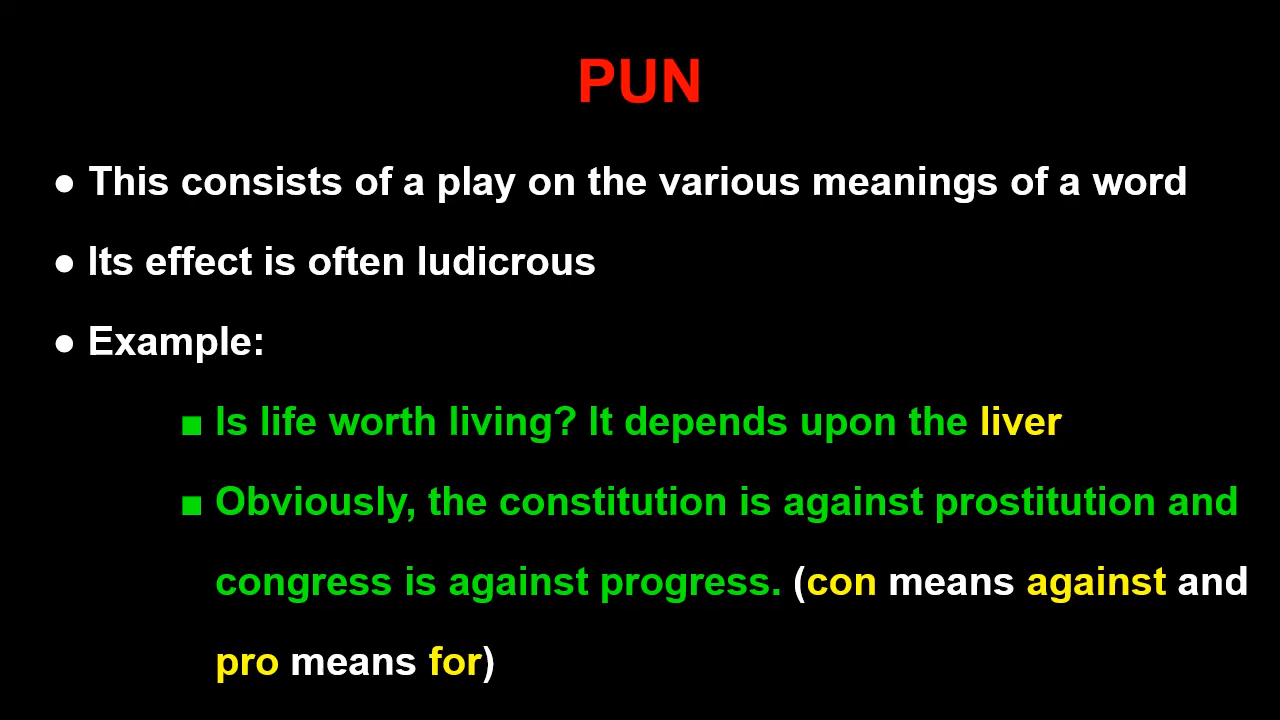 PUN
● This consists of a play on the various meanings of a word
● Its effect is often ludicrous
● Example:
■ Is life worth living? It depends upon the liver
■ Obviously, the constitution is against prostitution and
congress is against progress. (con means against and
pro means for)